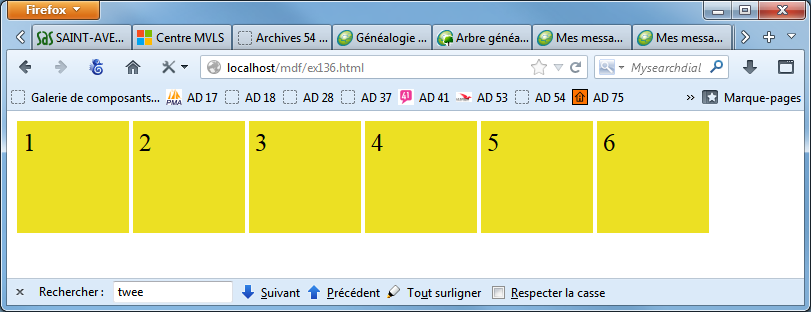 Firefox
SAINT-AVE... Centre MVLS Archives 54 ... Généalogie ... Arbre généa... Mes messa... Mes messa...
localhost/mdf/ex136.html Mysearchdial
Galerie de composants... PMA AD 17 AD 18 AD 28 AD 37 41 AD 41 AD 53 AD 54 AD 75 » Marque-pages
1 2 3 4 5 6
× Rechercher : twee Suivant Précédent Tout surligner Respecter la casse